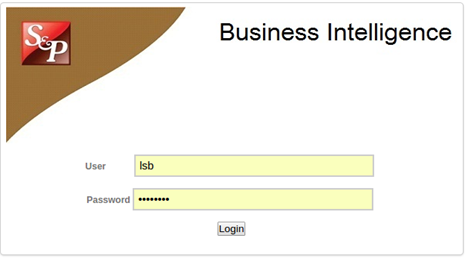 S&P
Business Intelligence
User lsb
Password ••••••••
Login